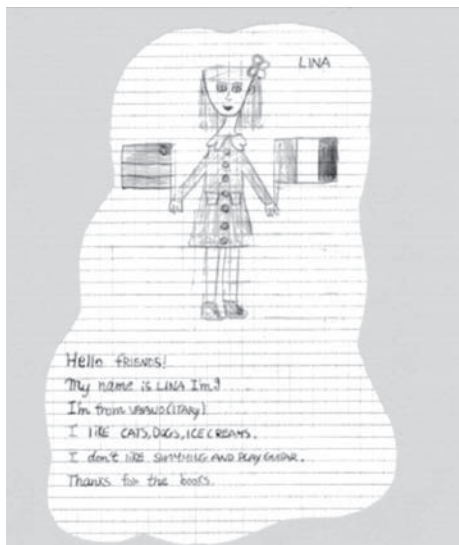 LINA
Hello FRIENDS!
My name is LINA I'm 9
I'm from (ITALY)
I LIKE CATS, DOGS, ICE CREAMS.
I don't like SWIMMING AND PLAY GUITAR.
Thanks for the books.